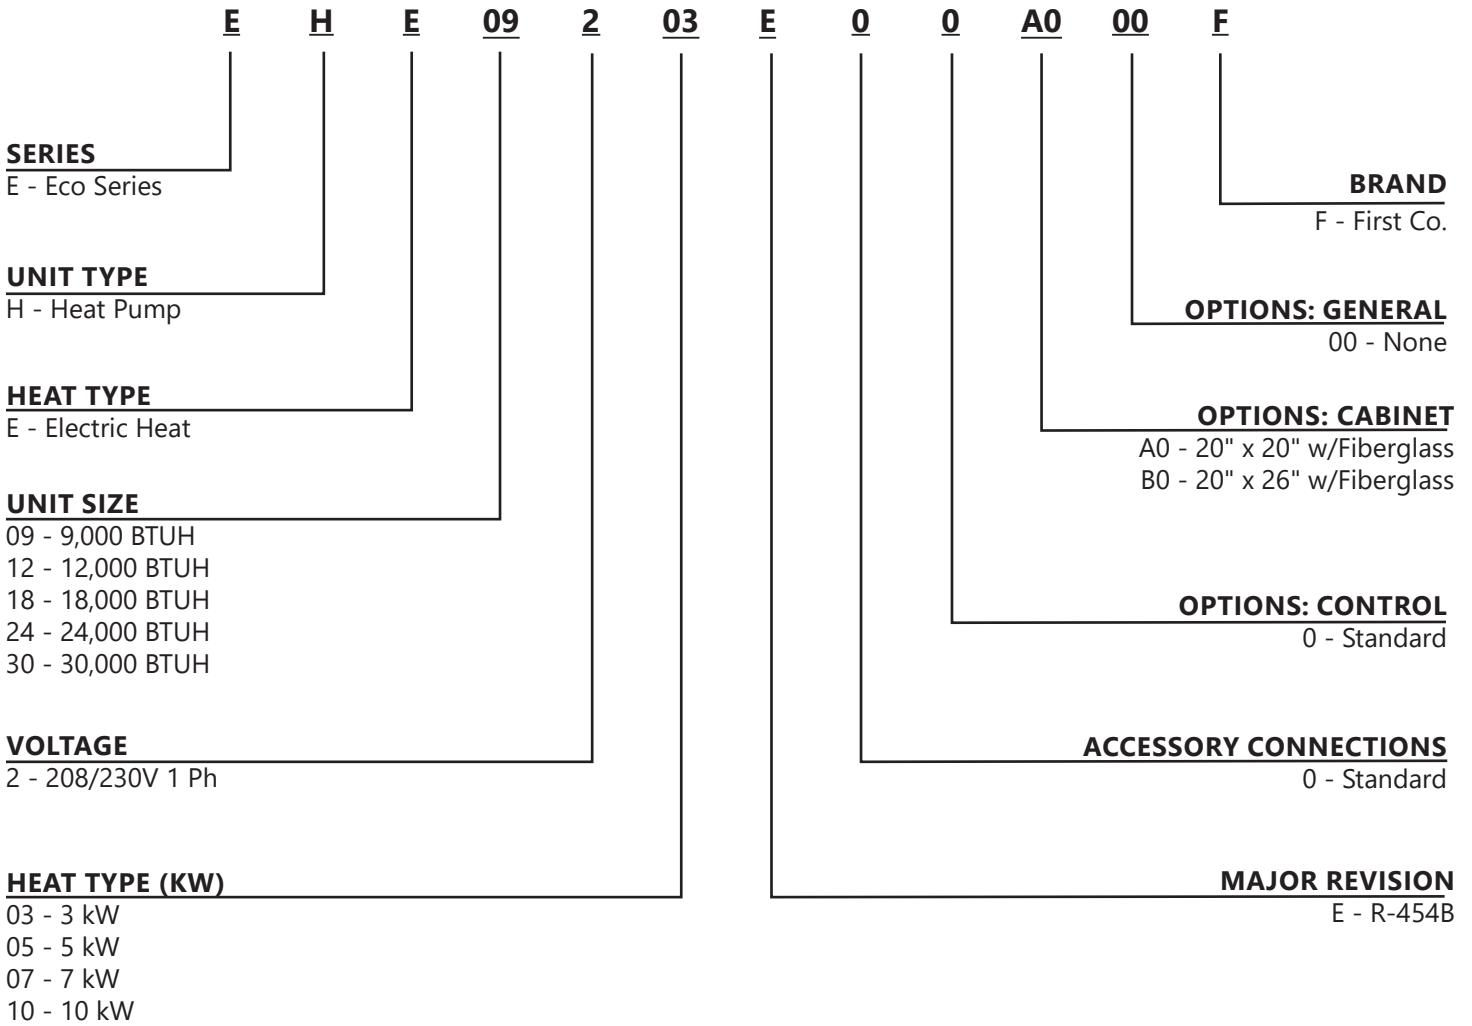 E H E 09 2 03 E 0 0 A0 00 F
SERIES
E - Eco Series
UNIT TYPE
H - Heat Pump
HEAT TYPE
E - Electric Heat
UNIT SIZE
09 - 9,000 BTUH
12 - 12,000 BTUH
18 - 18,000 BTUH
24 - 24,000 BTUH
30 - 30,000 BTUH
VOLTAGE
2 - 208/230V 1 Ph
HEAT TYPE (KW)
03 - 3 kW
05 - 5 kW
07 - 7 kW
10 - 10 kW
BRAND
F - First Co.
OPTIONS: GENERAL
00 - None
OPTIONS: CABINET
A0 - 20" x 20" w/Fiberglass
B0 - 20" x 26" w/Fiberglass
OPTIONS: CONTROL
0 - Standard
ACCESSORY CONNECTIONS
0 - Standard
MAJOR REVISION
E - R-454B